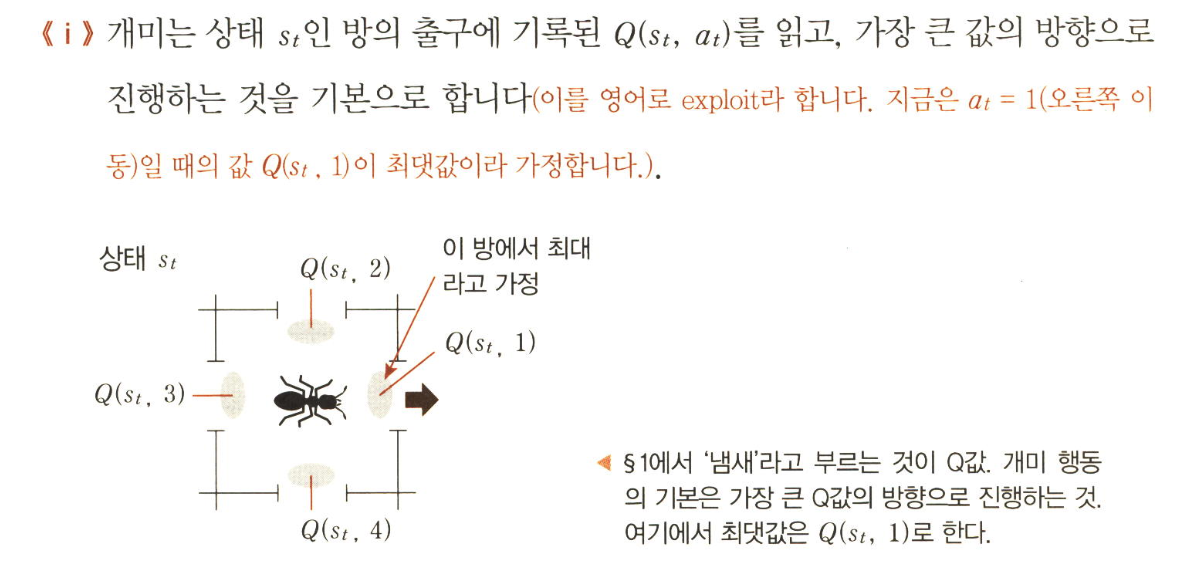 《 i 》 개미는 상태 st인 방의 출구에 기록된 Q(st, at)를 읽고, 가장 큰 값의 방향으로
진행하는 것을 기본으로 합니다(이를 영어로 exploit라 합니다. 지금은 at = 1(오른쪽 이
동)일 때의 값 Q(st, 1)이 최댓값이라 가정합니다.).
상태 st
Q(st, 2)
이 방에서 최대
라고 가정
Q(st, 1)
Q(st, 3)
Q(st, 4)
◀ §1에서 ‘냄새’라고 부르는 것이 Q값. 개미 행동
의 기본은 가장 큰 Q값의 방향으로 진행하는 것.
여기에서 최댓값은 Q(st, 1)로 한다.